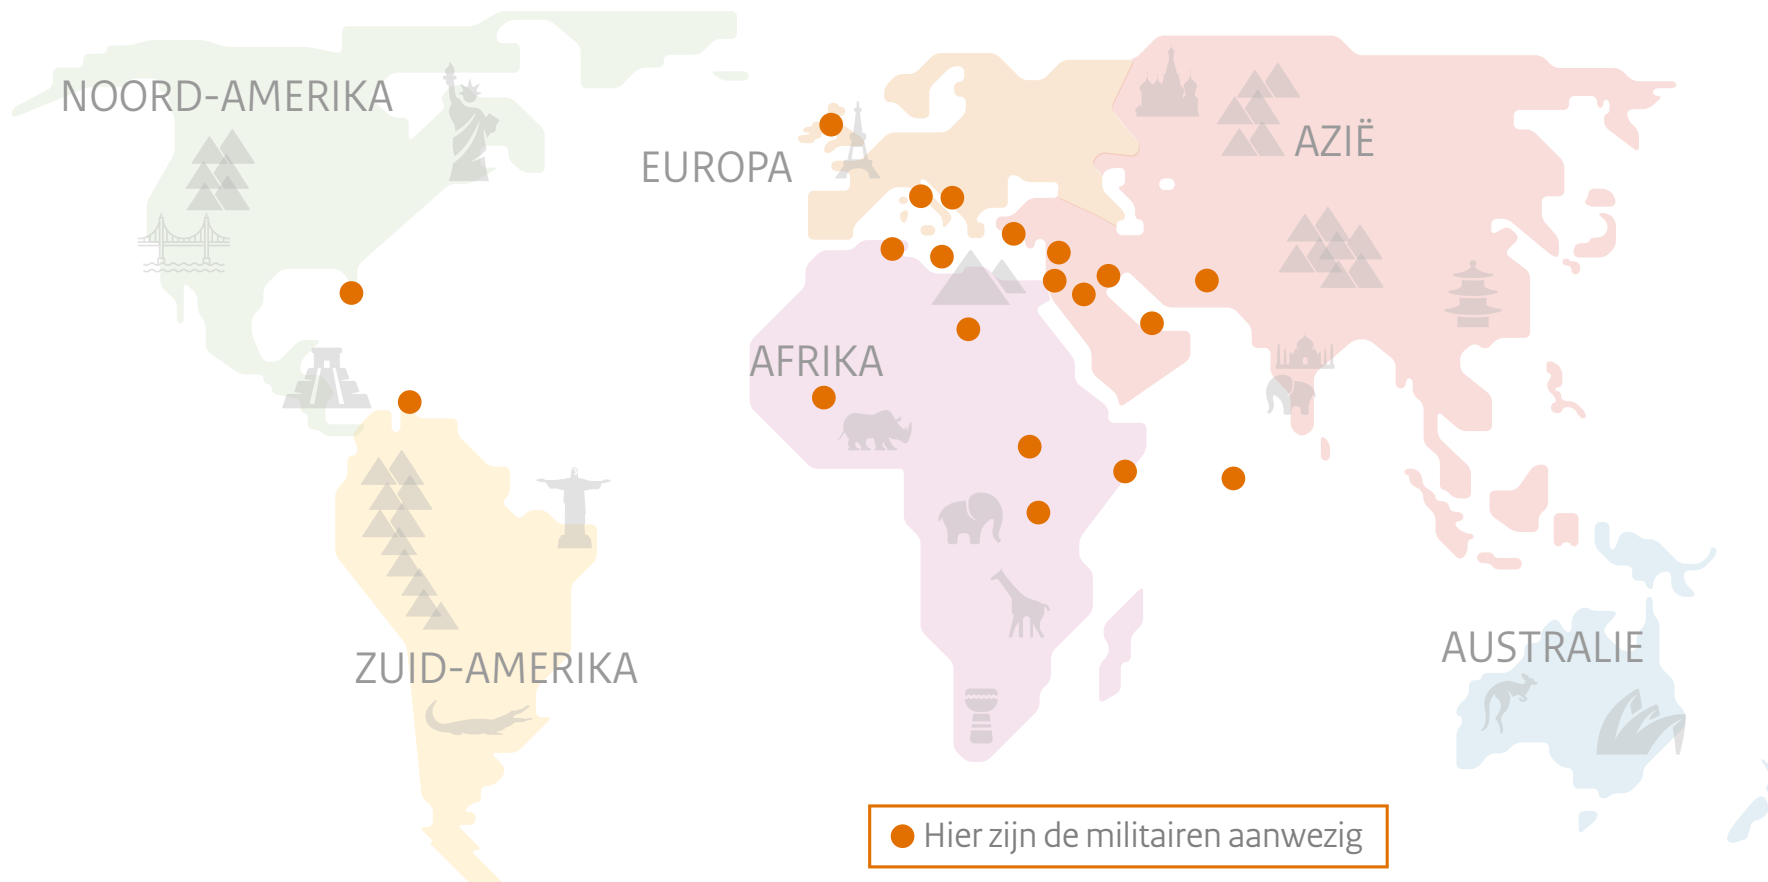 NOORD-AMERIKA
EUROPA
AZIË
AFRIKA
ZUID-AMERIKA
AUSTRALIE
Hier zijn de militairen aanwezig